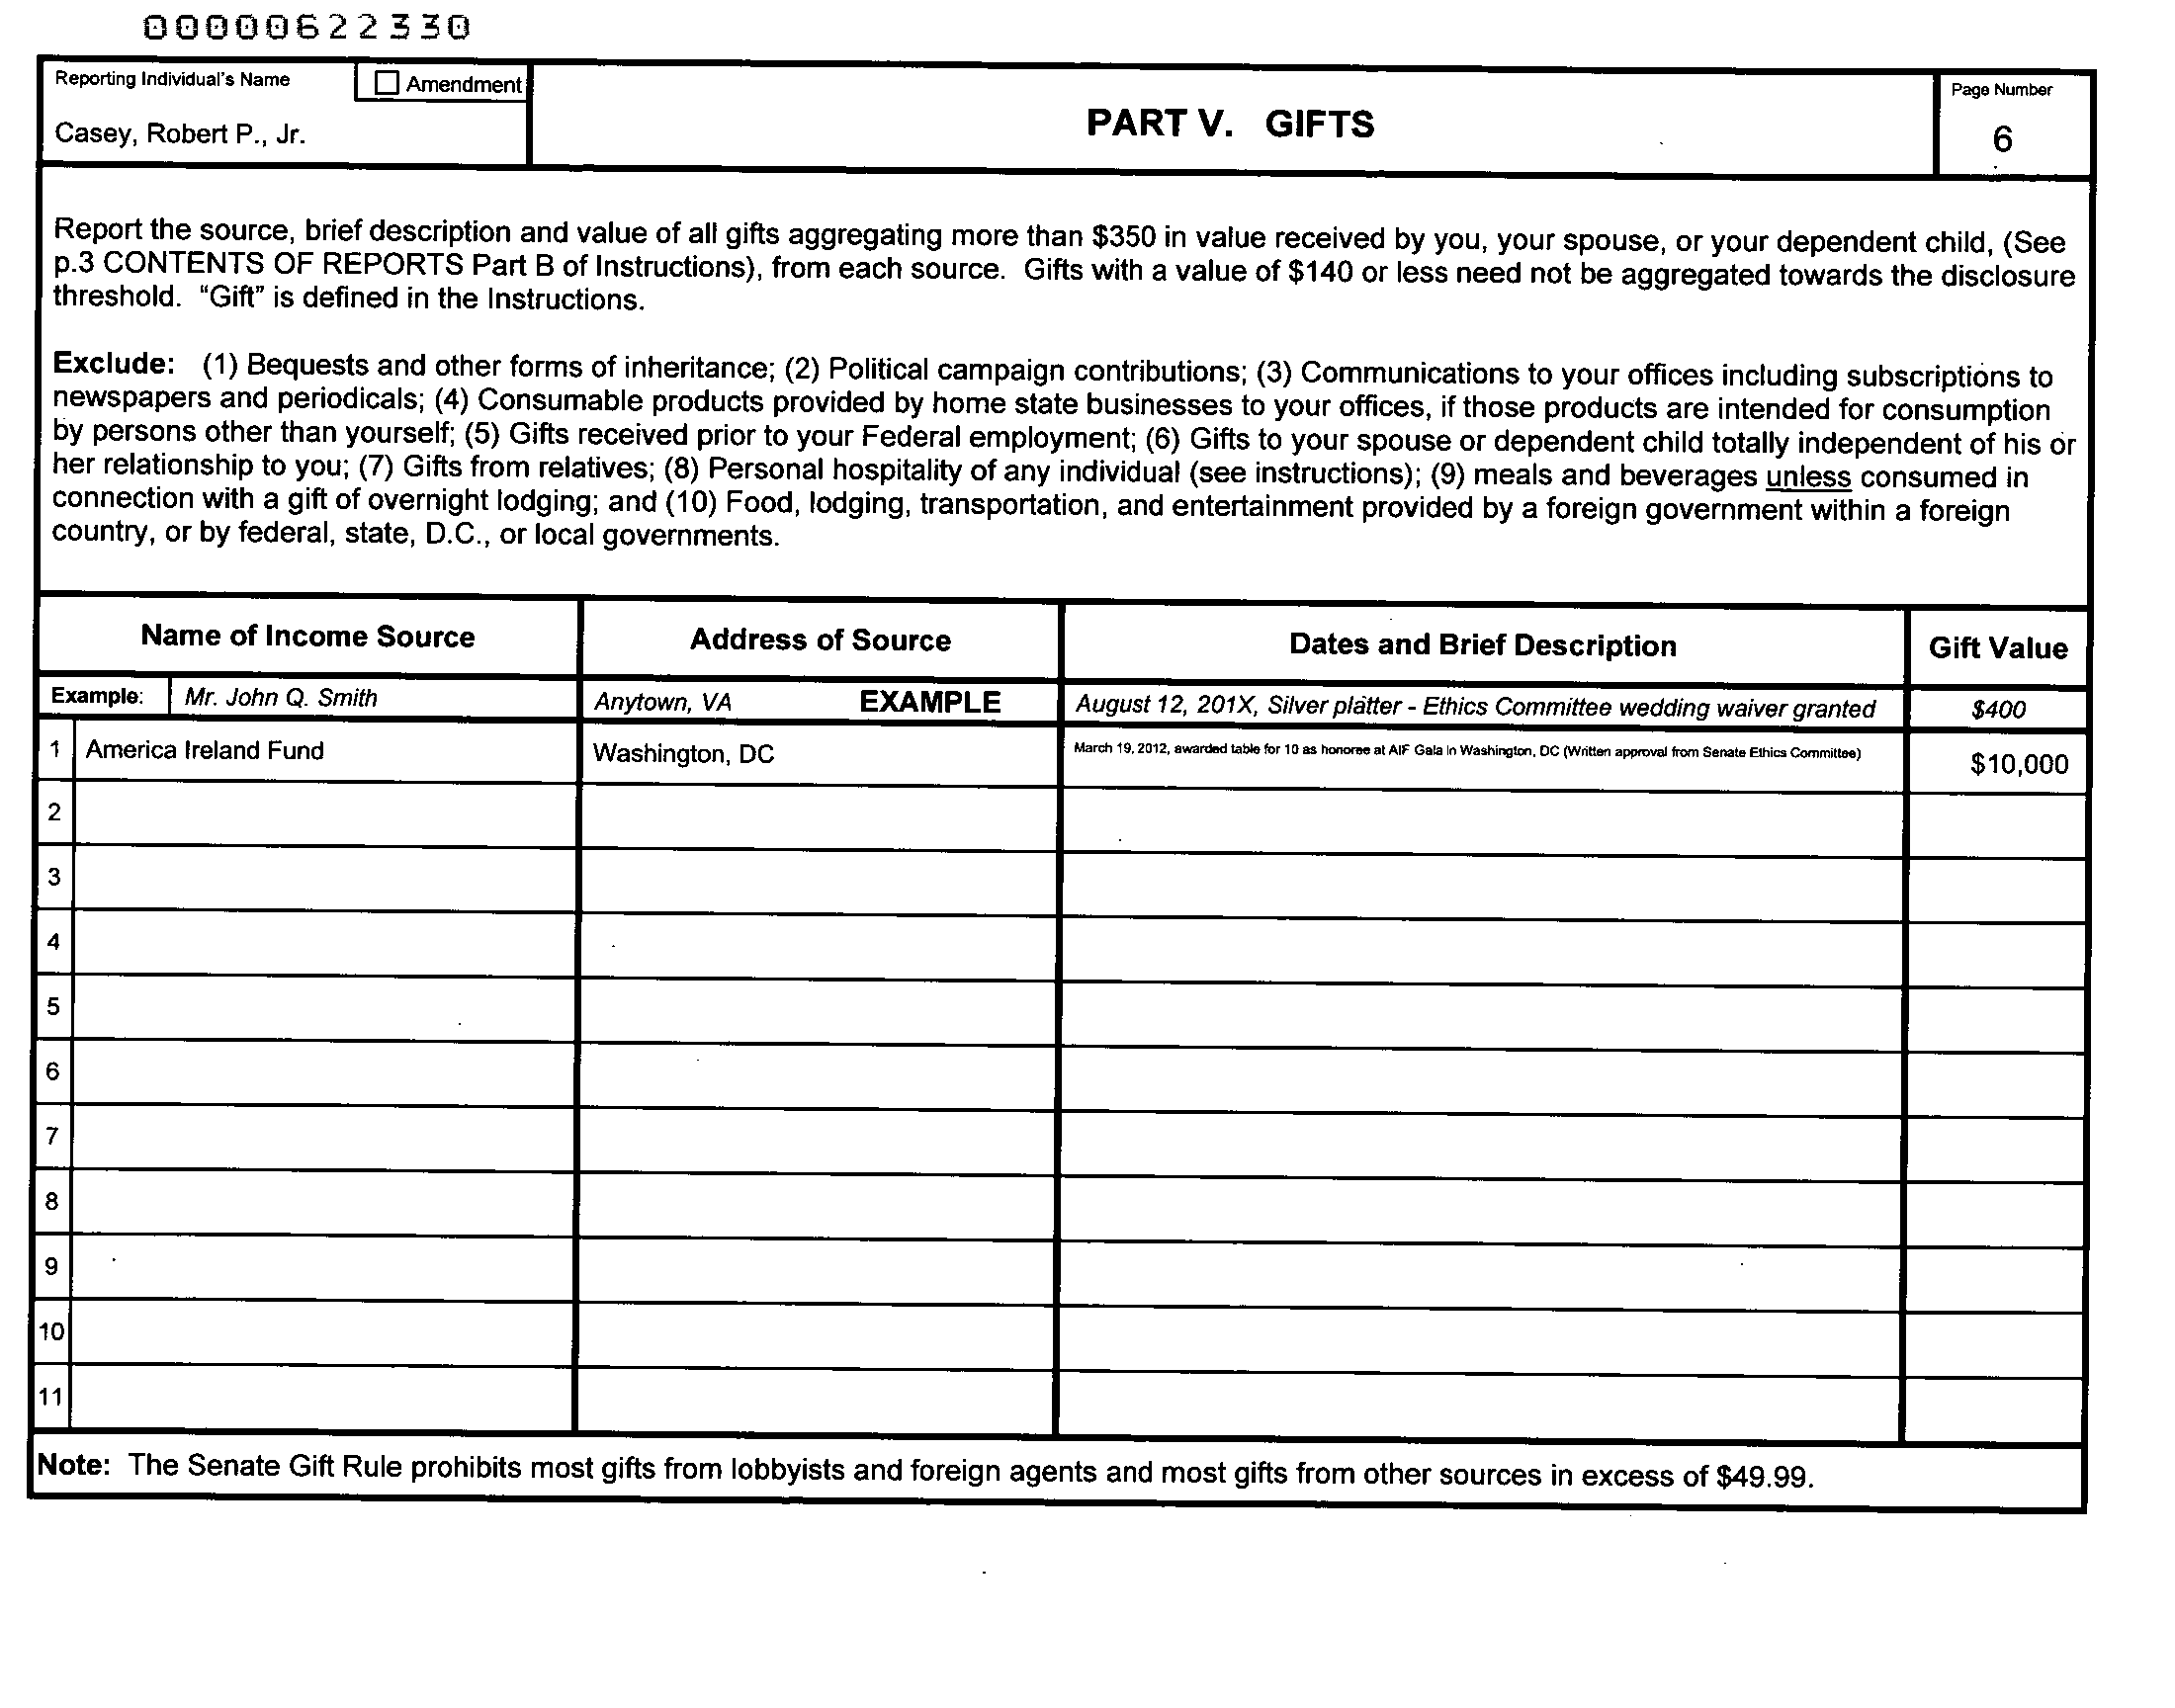 00000622330
Reporting Individual's Name
Amendment
Casey, Robert P., Jr.
PART V. GIFTS
Page Number
6
Report the source, brief description and value of all gifts aggregating more than $350 in value received by you, your spouse, or your dependent child, (See
p.3 CONTENTS OF REPORTS Part B of Instructions), from each source. Gifts with a value of $140 or less need not be aggregated towards the disclosure
threshold. "Gift" is defined in the Instructions.
Exclude: (1) Bequests and other forms of inheritance; (2) Political campaign contributions; (3) Communications to your offices including subscriptions to
newspapers and periodicals; (4) Consumable products provided by home state businesses to your offices, if those products are intended for consumption
by persons other than yourself; (5) Gifts received prior to your Federal employment; (6) Gifts to your spouse or dependent child totally independent of his or
her relationship to you; (7) Gifts from relatives; (8) Personal hospitality of any individual (see instructions); (9) meals and beverages unless consumed in
connection with a gift of overnight lodging; and (10) Food, lodging, transportation, and entertainment provided by a foreign government within a foreign
country, or by federal, state, D.C., or local governments.
Name of Income Source Address of Source Dates and Brief Description Gift Value
Example: Mr. John Q. Smith Anytown, VA EXAMPLE August 12, 201X, Silver platter - Ethics Committee wedding waiver granted $400
1 America Ireland Fund Washington, DC March 19, 2012, awarded table for 10 as honoree at AIF Gala in Washington, DC (Written approval from Senate Ethics Committee) $10,000
2
3
4
5
6
7
8
9
10
11
Note: The Senate Gift Rule prohibits most gifts from lobbyists and foreign agents and most gifts from other sources in excess of $49.99.